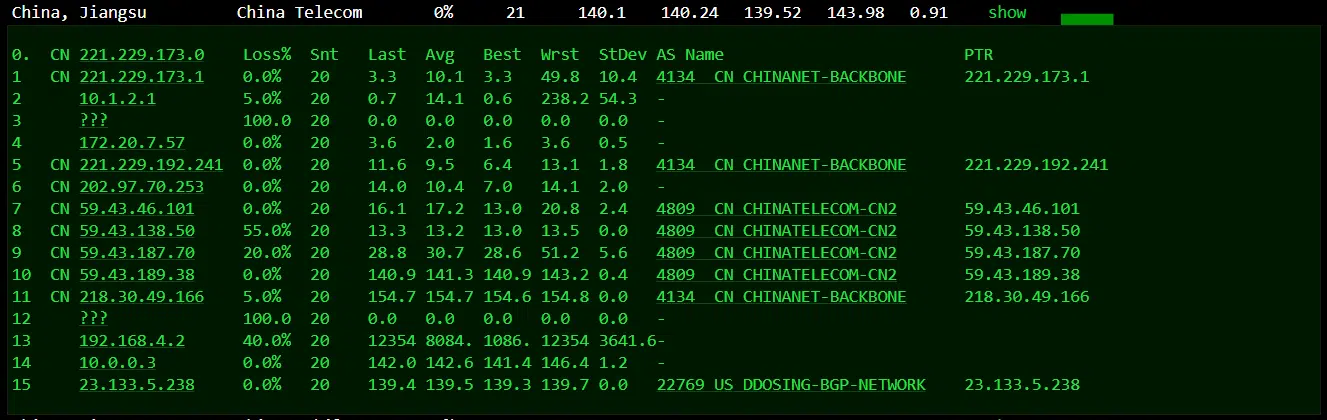 China, Jiangsu China Telecom 0% 21 140.1 140.24 139.52 143.98 0.91 show
0. CN 221.229.173.0 Loss% Snt Last Avg Best Wrst StDev AS Name PTR
1 CN 221.229.173.1 0.0% 20 3.3 10.1 3.3 49.8 10.4 4134 CN CHINANET-BACKBONE 221.229.173.1
2 10.1.2.1 5.0% 20 0.7 14.1 0.6 238.2 54.3 -
3 ??? 100.0 20 0.0 0.0 0.0 0.0 0.0 -
4 172.20.7.57 0.0% 20 3.6 2.0 1.6 3.6 0.5 -
5 CN 221.229.192.241 0.0% 20 11.6 9.5 6.4 13.1 1.8 4134 CN CHINANET-BACKBONE 221.229.192.241
6 CN 202.97.70.253 0.0% 20 14.0 10.4 7.0 14.1 2.0 -
7 CN 59.43.46.101 0.0% 20 16.1 17.2 13.0 20.8 2.4 4809 CN CHINATELECOM-CN2 59.43.46.101
8 CN 59.43.138.50 55.0% 20 13.3 13.2 13.0 13.5 0.0 4809 CN CHINATELECOM-CN2 59.43.138.50
9 CN 59.43.187.70 20.0% 20 28.8 30.7 28.6 51.2 5.6 4809 CN CHINATELECOM-CN2 59.43.187.70
10 CN 59.43.189.38 0.0% 20 140.9 141.3 140.9 143.2 0.4 4809 CN CHINATELECOM-CN2 59.43.189.38
11 CN 218.30.49.166 5.0% 20 154.7 154.7 154.6 154.8 0.0 4134 CN CHINANET-BACKBONE 218.30.49.166
12 ??? 100.0 20 0.0 0.0 0.0 0.0 0.0 -
13 192.168.4.2 40.0% 20 12354 8084. 1086. 12354 3641.6-
14 10.0.0.3 0.0% 20 142.0 142.6 141.4 146.4 1.2 -
15 23.133.5.238 0.0% 20 139.4 139.5 139.3 139.7 0.0 22769 US DDOSING-BGP-NETWORK 23.133.5.238